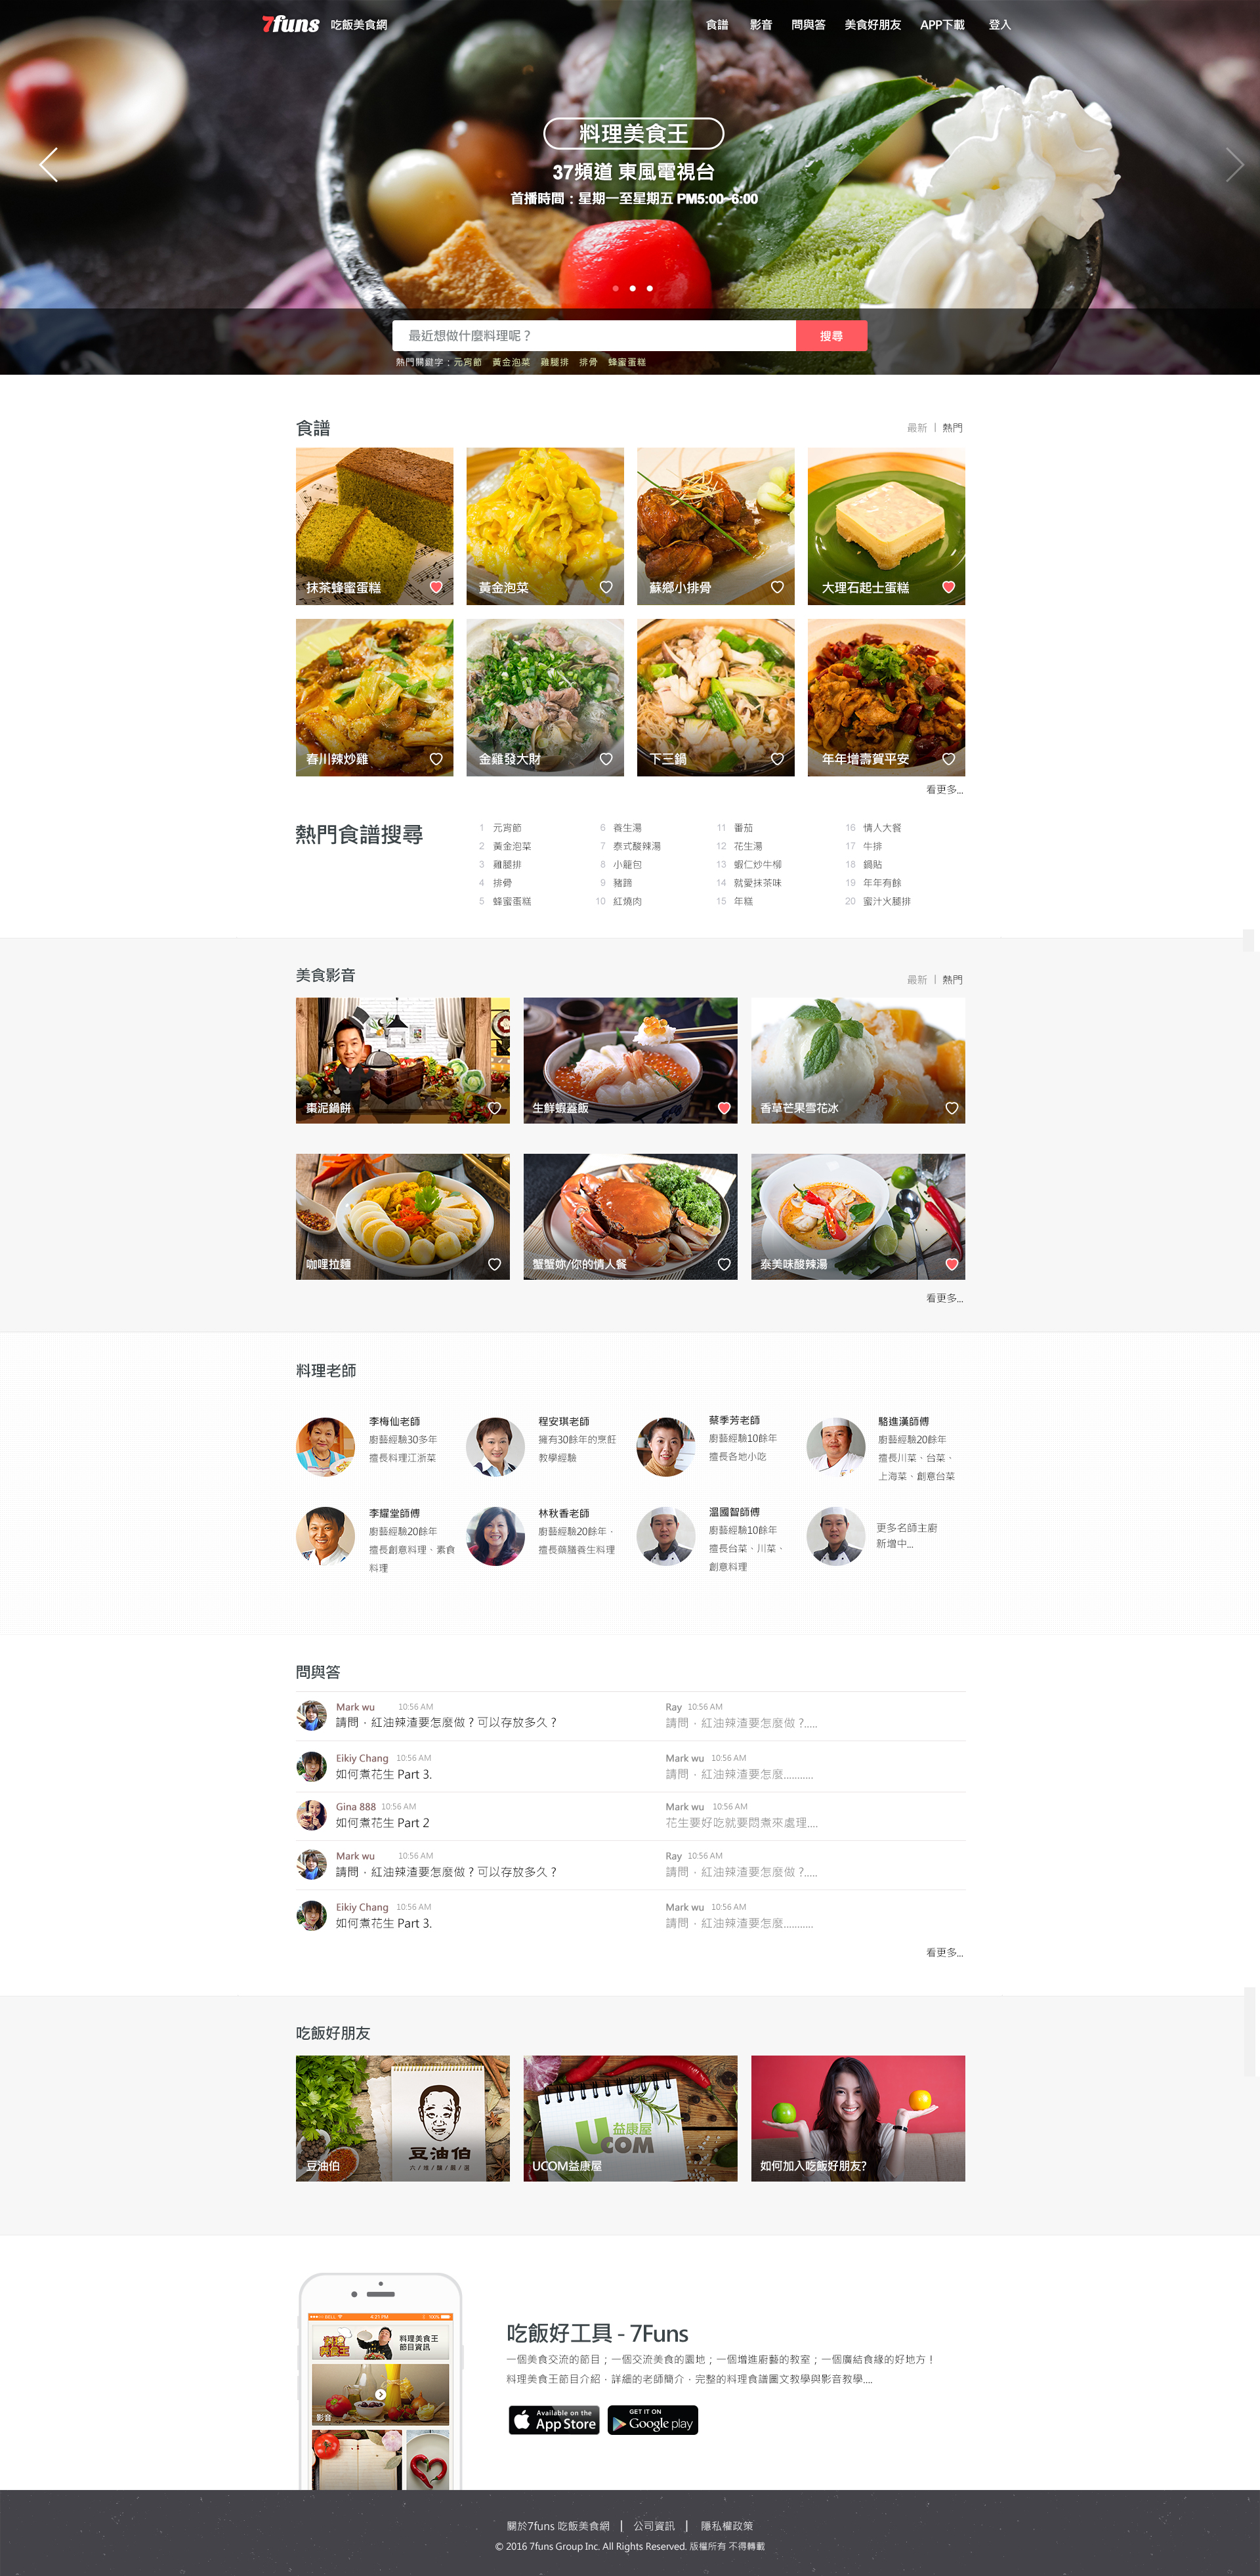 7funs 吃飯美食網
食譜 影音 問與答 美食好朋友 APP下載 登入
料理美食王
37頻道 東風電視台
首播時間：星期一至星期五 PM5:00~6:00
最近想做什麼料理呢？ 搜尋
熱門關鍵字：元宵節 黃金泡菜 雞腿排 排骨 蜂蜜蛋糕
食譜 最新 | 熱門
抹茶蜂蜜蛋糕 黃金泡菜 蘇鄉小排骨 大理石起士蛋糕
春川辣炒雞 金雞發大財 下三鍋 年年增壽賀平安
看更多...
熱門食譜搜尋
1 元宵節 6 養生湯 11 番茄 16 情人大餐
2 黃金泡菜 7 泰式酸辣湯 12 花生湯 17 牛排
3 雞腿排 8 小籠包 13 蝦仁炒牛柳 18 鍋貼
4 排骨 9 豬蹄 14 就愛抹茶味 19 年年有餘
5 蜂蜜蛋糕 10 紅燒肉 15 年糕 20 蜜汁火腿排
美食影音 最新 | 熱門
棗泥鍋餅 生鮮蝦蓋飯 香草芒果雪花冰
咖哩拉麵 蟹蟹妳/你的情人餐 泰美味酸辣湯
看更多...
料理老師
李梅仙老師
廚藝經驗30多年
擅長料理江浙菜
程安琪老師
擁有30餘年的烹飪
教學經驗
蔡季芳老師
廚藝經驗10餘年
擅長各地小吃
駱進漢師傅
廚藝經驗20餘年
擅長川菜、台菜、
上海菜、創意台菜
李耀堂師傅
廚藝經驗20餘年
擅長創意料理、素食
料理
林秋香老師
廚藝經驗20餘年，
擅長藥膳養生料理
溫國智師傅
廚藝經驗10餘年
擅長台菜、川菜、
創意料理
更多名師主廚
新增中...
問與答
Mark wu 10:56 AM
請問，紅油辣渣要怎麼做？可以存放多久？
Ray 10:56 AM
請問，紅油辣渣要怎麼做？.....
Eikiy Chang 10:56 AM
如何煮花生 Part 3.
Mark wu 10:56 AM
請問，紅油辣渣要怎麼...........
Gina 888 10:56 AM
如何煮花生 Part 2
Mark wu 10:56 AM
花生要好吃就要悶煮來處理....
Mark wu 10:56 AM
請問，紅油辣渣要怎麼做？可以存放多久？
Ray 10:56 AM
請問，紅油辣渣要怎麼做？.....
Eikiy Chang 10:56 AM
如何煮花生 Part 3.
Mark wu 10:56 AM
請問，紅油辣渣要怎麼...........
看更多...
吃飯好朋友
豆油伯
豆油伯
益康屋
UCOM
UCOM益康屋
如何加入吃飯好朋友?
BELL 4:21 PM 100%
料理美食王
節目資訊
影音
吃飯好工具 - 7Funs
一個美食交流的節目；一個交流美食的園地；一個增進廚藝的教室；一個廣結食緣的好地方！
料理美食王節目介紹，詳細的老師簡介，完整的料理食譜圖文教學與影音教學....
Available on the
App Store
GET IT ON
Google play
關於7funs 吃飯美食網 | 公司資訊 | 隱私權政策
© 2016 7funs Group Inc. All Rights Reserved. 版權所有 不得轉載